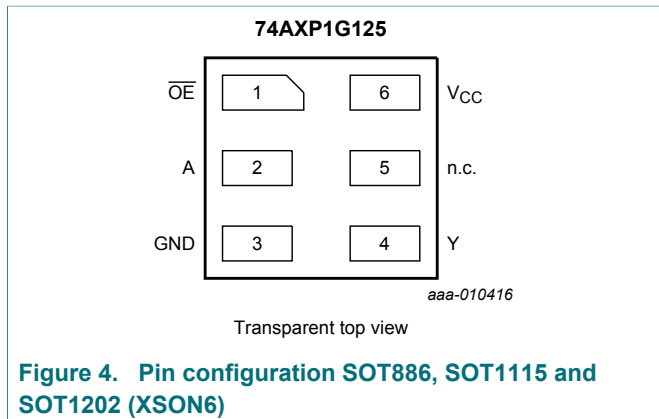 74AXP1G125
OE 1 6 VCC
A 2 5 n.c.
GND 3 4 Y
aaa-010416
Transparent top view
Figure 4. Pin configuration SOT886, SOT1115 and
SOT1202 (XSON6)